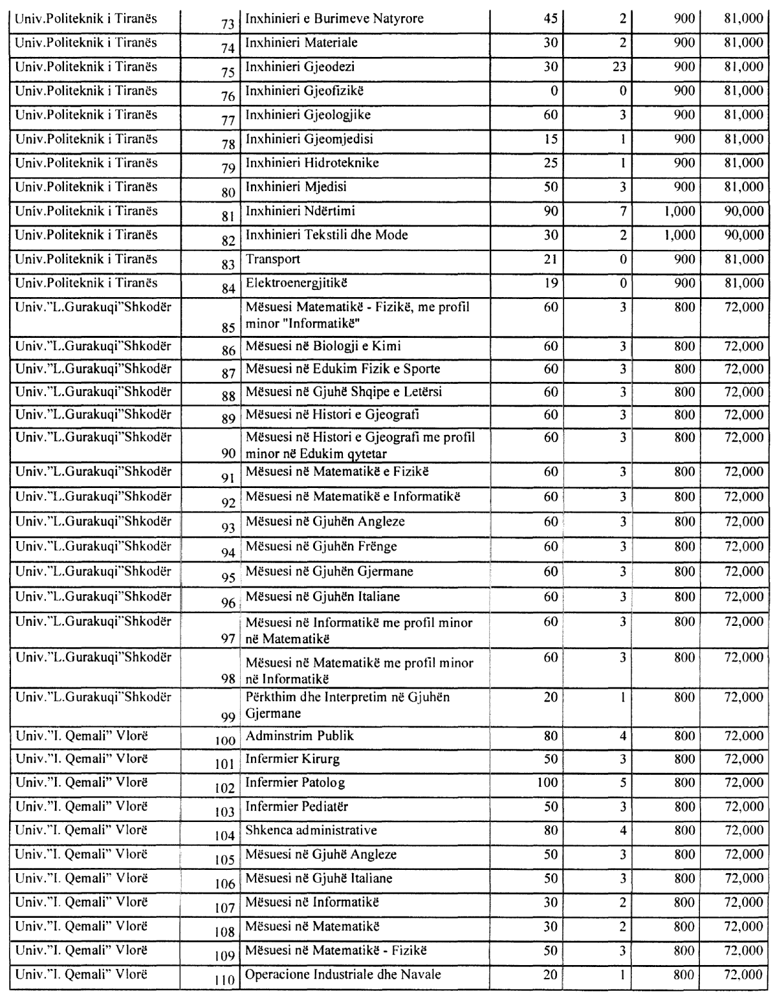 Univ.Politeknik i Tiranës 73 Inxhinieri e Burimeve Natyrore 45 2 900 81,000
Univ.Politeknik i Tiranës 74 Inxhinieri Materiale 30 2 900 81,000
Univ.Politeknik i Tiranës 75 Inxhinieri Gjeodezi 30 23 900 81,000
Univ.Politeknik i Tiranës 76 Inxhinieri Gjeofizikë 0 0 900 81,000
Univ.Politeknik i Tiranës 77 Inxhinieri Gjeologjike 60 3 900 81,000
Univ.Politeknik i Tiranës 78 Inxhinieri Gjeomjedisi 15 1 900 81,000
Univ.Politeknik i Tiranës 79 Inxhinieri Hidroteknike 25 1 900 81,000
Univ.Politeknik i Tiranës 80 Inxhinieri Mjedisi 50 3 900 81,000
Univ.Politeknik i Tiranës 81 Inxhinieri Ndërtimi 90 7 1,000 90,000
Univ.Politeknik i Tiranës 82 Inxhinieri Tekstili dhe Mode 30 2 1,000 90,000
Univ.Politeknik i Tiranës 83 Transport 21 0 900 81,000
Univ.Politeknik i Tiranës 84 Elektroenergjitikë 19 0 900 81,000
Univ.”L.Gurakuqi”Shkodër 85 Mësuesi Matematikë - Fizikë, me profil 60 3 800 72,000
minor "Informatikë"
Univ.”L.Gurakuqi”Shkodër 86 Mësuesi në Biologji e Kimi 60 3 800 72,000
Univ.”L.Gurakuqi”Shkodër 87 Mësuesi në Edukim Fizik e Sporte 60 3 800 72,000
Univ.”L.Gurakuqi”Shkodër 88 Mësuesi në Gjuhë Shqipe e Letërsi 60 3 800 72,000
Univ.”L.Gurakuqi”Shkodër 89 Mësuesi në Histori e Gjeografi 60 3 800 72,000
Univ.”L.Gurakuqi”Shkodër 90 Mësuesi në Histori e Gjeografi me profil 60 3 800 72,000
minor në Edukim qytetar
Univ.”L.Gurakuqi”Shkodër 91 Mësuesi në Matematikë e Fizikë 60 3 800 72,000
Univ.”L.Gurakuqi”Shkodër 92 Mësuesi në Matematikë e Informatikë 60 3 800 72,000
Univ.”L.Gurakuqi”Shkodër 93 Mësuesi në Gjuhën Angleze 60 3 800 72,000
Univ.”L.Gurakuqi”Shkodër 94 Mësuesi në Gjuhën Frënge 60 3 800 72,000
Univ.”L.Gurakuqi”Shkodër 95 Mësuesi në Gjuhën Gjermane 60 3 800 72,000
Univ.”L.Gurakuqi”Shkodër 96 Mësuesi në Gjuhën Italiane 60 3 800 72,000
Univ.”L.Gurakuqi”Shkodër 97 Mësuesi në Informatikë me profil minor 60 3 800 72,000
në Matematikë
Univ.”L.Gurakuqi”Shkodër 98 Mësuesi në Matematikë me profil minor 60 3 800 72,000
në Informatikë
Univ.”L.Gurakuqi”Shkodër 99 Përkthim dhe Interpretim në Gjuhën 20 1 800 72,000
Gjermane
Univ.”I. Qemali” Vlorë 100 Adminstrim Publik 80 4 800 72,000
Univ.”I. Qemali” Vlorë 101 Infermier Kirurg 50 3 800 72,000
Univ.”I. Qemali” Vlorë 102 Infermier Patolog 100 5 800 72,000
Univ.”I. Qemali” Vlorë 103 Infermier Pediatër 50 3 800 72,000
Univ.”I. Qemali” Vlorë 104 Shkenca administrative 80 4 800 72,000
Univ.”I. Qemali” Vlorë 105 Mësuesi në Gjuhë Angleze 50 3 800 72,000
Univ.”I. Qemali” Vlorë 106 Mësuesi në Gjuhë Italiane 50 3 800 72,000
Univ.”I. Qemali” Vlorë 107 Mësuesi në Informatikë 30 2 800 72,000
Univ.”I. Qemali” Vlorë 108 Mësuesi në Matematikë 30 2 800 72,000
Univ.”I. Qemali” Vlorë 109 Mësuesi në Matematikë - Fizikë 50 3 800 72,000
Univ.”I. Qemali” Vlorë 110 Operacione Industriale dhe Navale 20 1 800 72,000